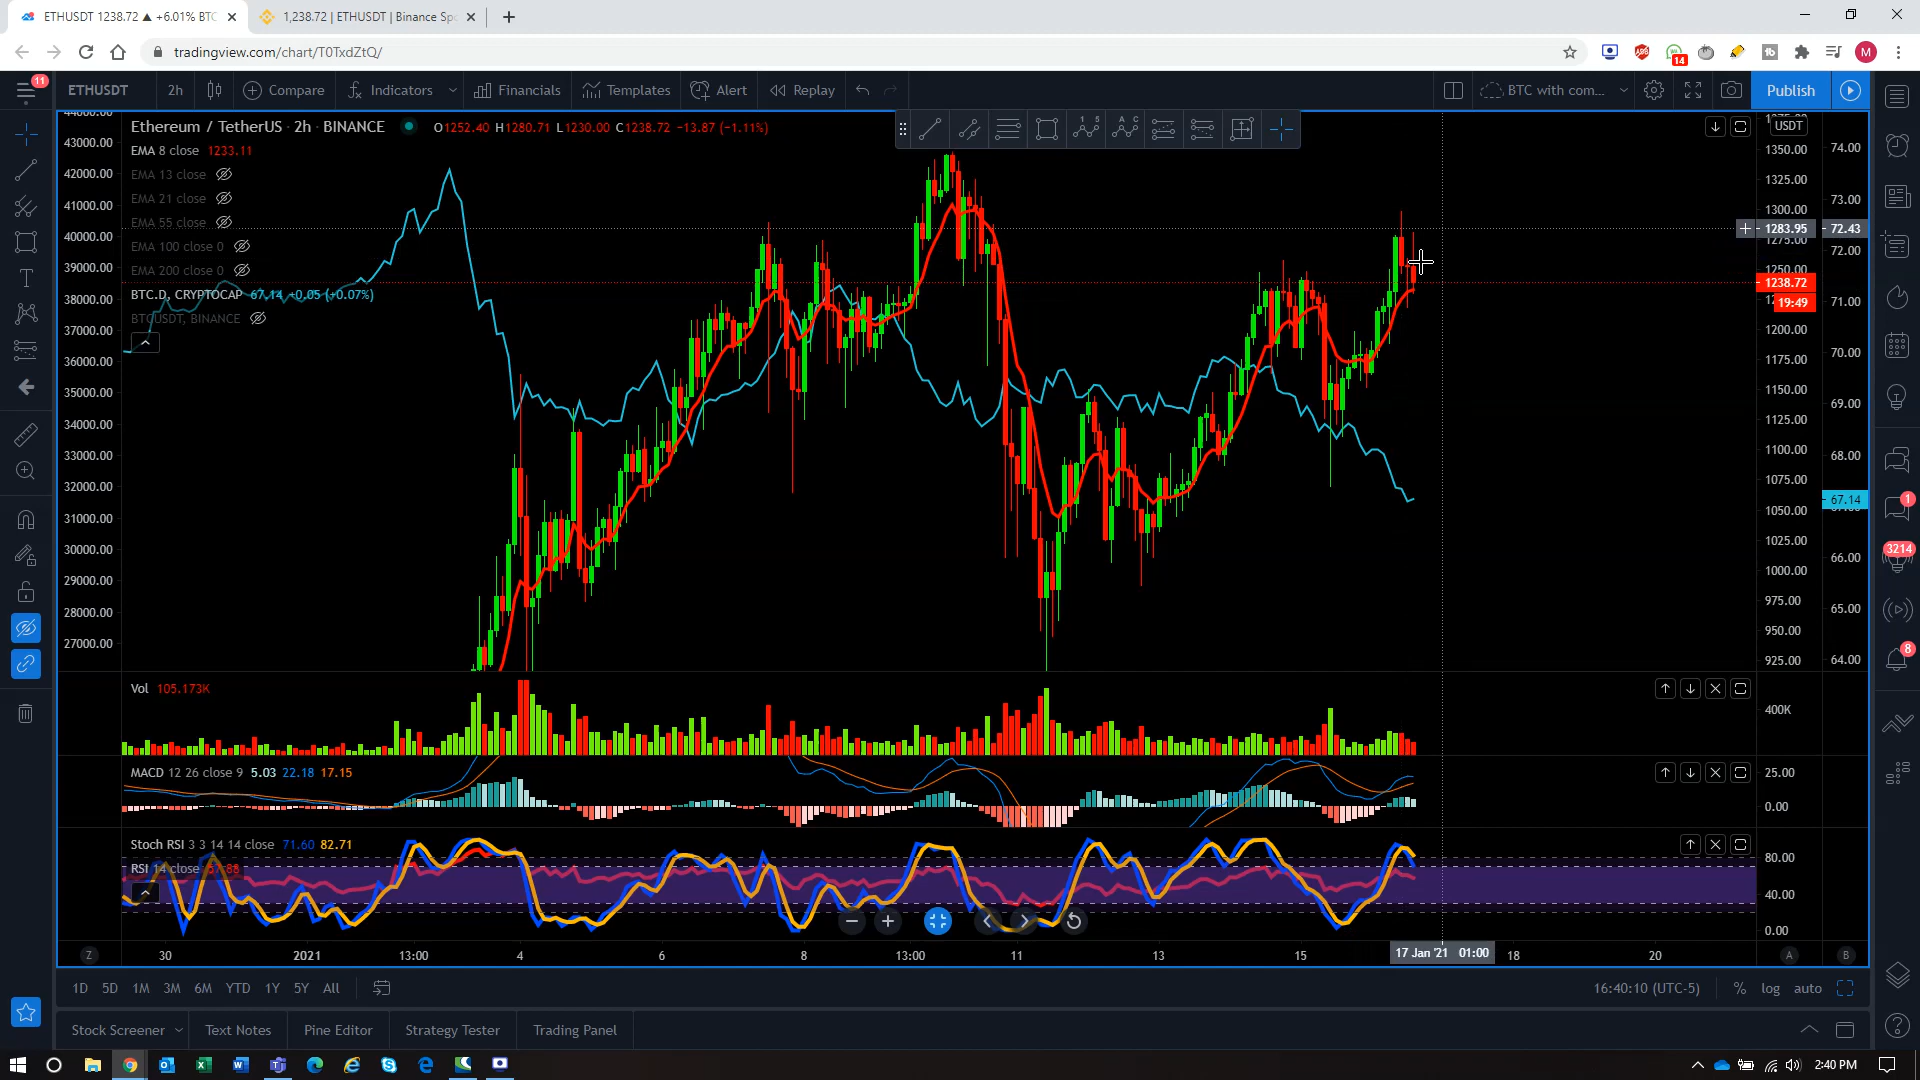 ETHUSDT 1238.72 ▲ +6.01% BTC
1,238.72 | ETHUSDT | Binance Spo
tradingview.com/chart/T0TxdZtQ/
14
M
11
ETHUSDT 2h Compare Indicators Financials Templates Alert Replay BTC with com... Publish
Ethereum / TetherUS · 2h · BINANCE O1252.40 H1280.71 L1230.00 C1238.72 −13.87 (−1.11%)
EMA 8 close 1233.11
EMA 13 close
EMA 21 close
EMA 55 close
EMA 100 close 0
EMA 200 close 0
BTC.D, CRYPTOCAP 67.14 +0.05 (+0.07%)
BTCUSDT, BINANCE
43000.00
42000.00
41000.00
40000.00
39000.00
38000.00
37000.00
36000.00
35000.00
34000.00
33000.00
32000.00
31000.00
30000.00
29000.00
28000.00
27000.00
USDT
1350.00
1325.00
1300.00
1283.95
1275.00
1250.00
1238.72
19:49
1200.00
1175.00
1150.00
1125.00
1100.00
1075.00
1050.00
1025.00
1000.00
975.00
950.00
925.00
74.00
73.00
72.43
72.00
71.00
70.00
69.00
68.00
67.14
66.00
65.00
64.00
Vol 105.173K
400K
MACD 12 26 close 9 5.03 22.18 17.15
25.00
0.00
Stoch RSI 3 3 14 14 close 71.60 82.71
RSI 14 close
80.00
40.00
0.00
Z 30 2021 13:00 4 6 8 13:00 11 13 15 17 Jan '21 01:00 18 20 A B
1D 5D 1M 3M 6M YTD 1Y 5Y All 16:40:10 (UTC-5) % log auto
Stock Screener Text Notes Pine Editor Strategy Tester Trading Panel
1
3214
8
2:40 PM